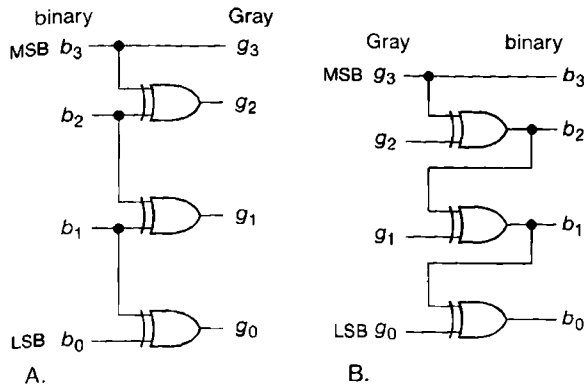 binary Gray
MSB b₃ g₃
g₂
b₂
g₁
b₁
LSB b₀ g₀
A.
Gray binary
MSB g₃ b₃
g₂ b₂
g₁ b₁
LSB g₀ b₀
B.